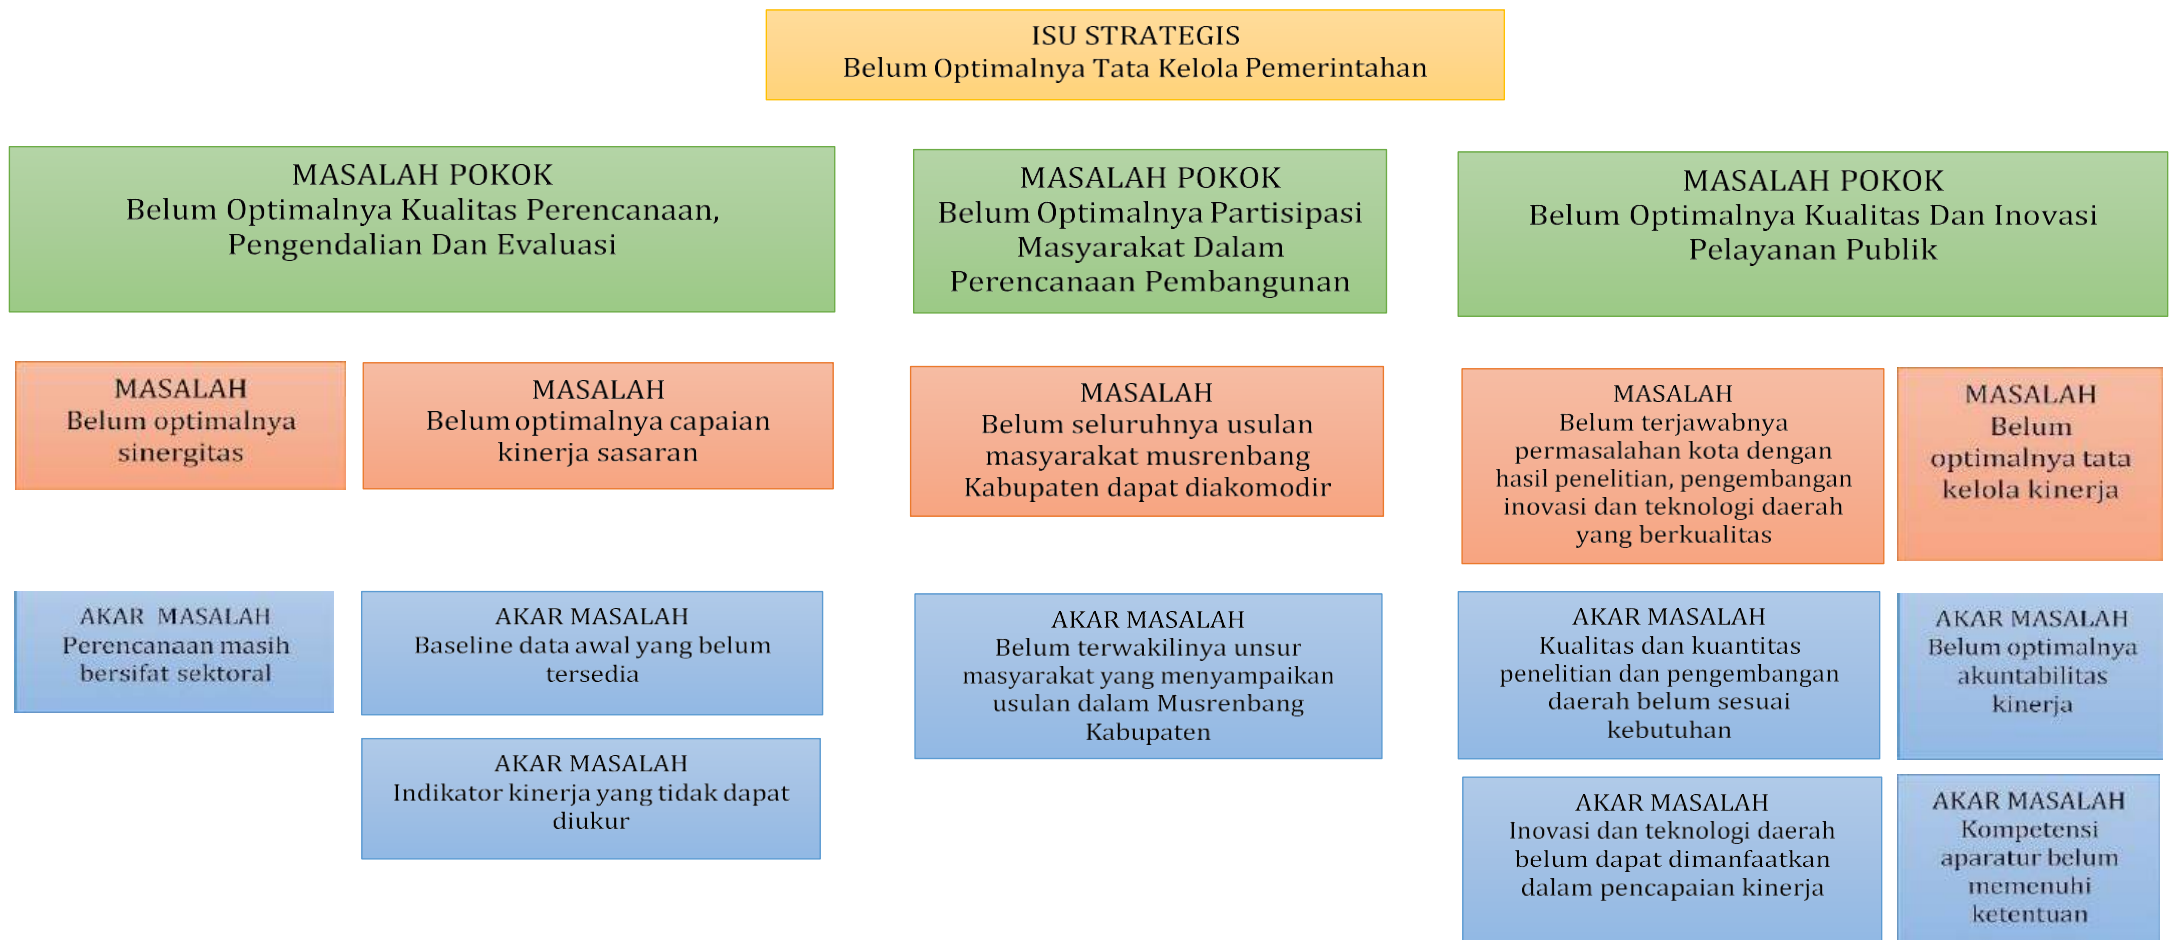 ISU STRATEGIS
Belum Optimalnya Tata Kelola Pemerintahan
MASALAH POKOK
Belum Optimalnya Kualitas Perencanaan,
Pengendalian Dan Evaluasi
MASALAH POKOK
Belum Optimalnya Partisipasi
Masyarakat Dalam
Perencanaan Pembangunan
MASALAH POKOK
Belum Optimalnya Kualitas Dan Inovasi
Pelayanan Publik
MASALAH
Belum optimalnya
sinergitas
MASALAH
Belum optimalnya capaian
kinerja sasaran
MASALAH
Belum seluruhnya usulan
masyarakat musrenbang
Kabupaten dapat diakomodir
MASALAH
Belum terjawabnya
permasalahan kota dengan
hasil penelitian, pengembangan
inovasi dan teknologi daerah
yang berkualitas
MASALAH
Belum
optimalnya tata
kelola kinerja
AKAR MASALAH
Perencanaan masih
bersifat sektoral
AKAR MASALAH
Baseline data awal yang belum
tersedia
AKAR MASALAH
Belum terwakilinya unsur
masyarakat yang menyampaikan
usulan dalam Musrenbang
Kabupaten
AKAR MASALAH
Kualitas dan kuantitas
penelitian dan pengembangan
daerah belum sesuai
kebutuhan
AKAR MASALAH
Belum optimalnya
akuntabilitas
kinerja
AKAR MASALAH
Indikator kinerja yang tidak dapat
diukur
AKAR MASALAH
Inovasi dan teknologi daerah
belum dapat dimanfaatkan
dalam pencapaian kinerja
AKAR MASALAH
Kompetensi
aparatur belum
memenuhi
ketentuan